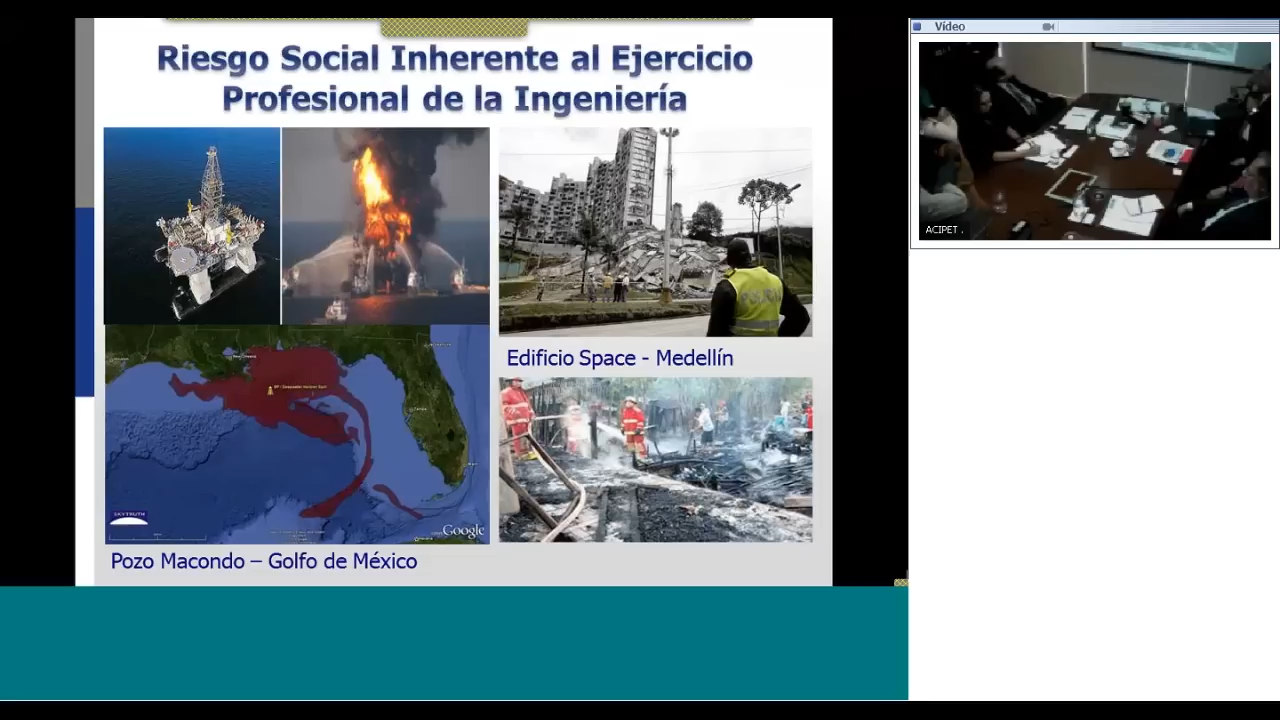 Riesgo Social Inherente al Ejercicio
Profesional de la Ingeniería
POLICIA
Edificio Space - Medellín
SKYTRUTH
Google
Pozo Macondo – Golfo de México
Vídeo
ACIPET .